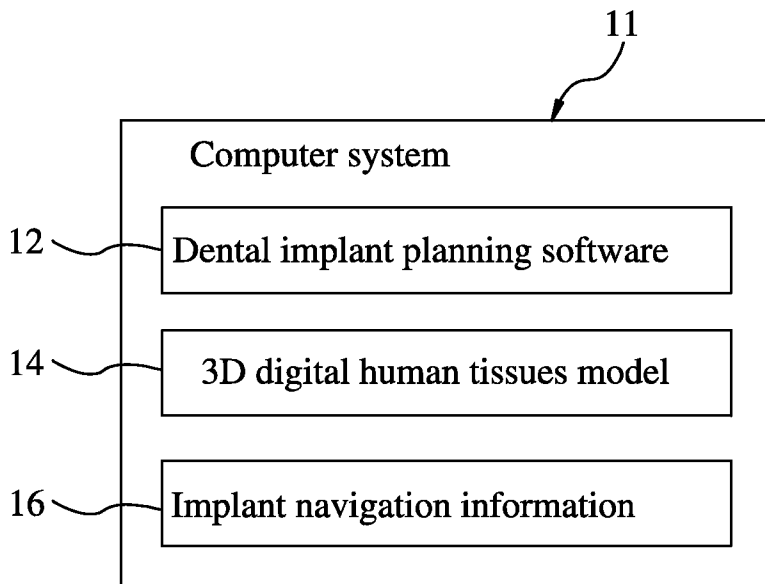 11
Computer system
12 Dental implant planning software
14 3D digital human tissues model
16 Implant navigation information